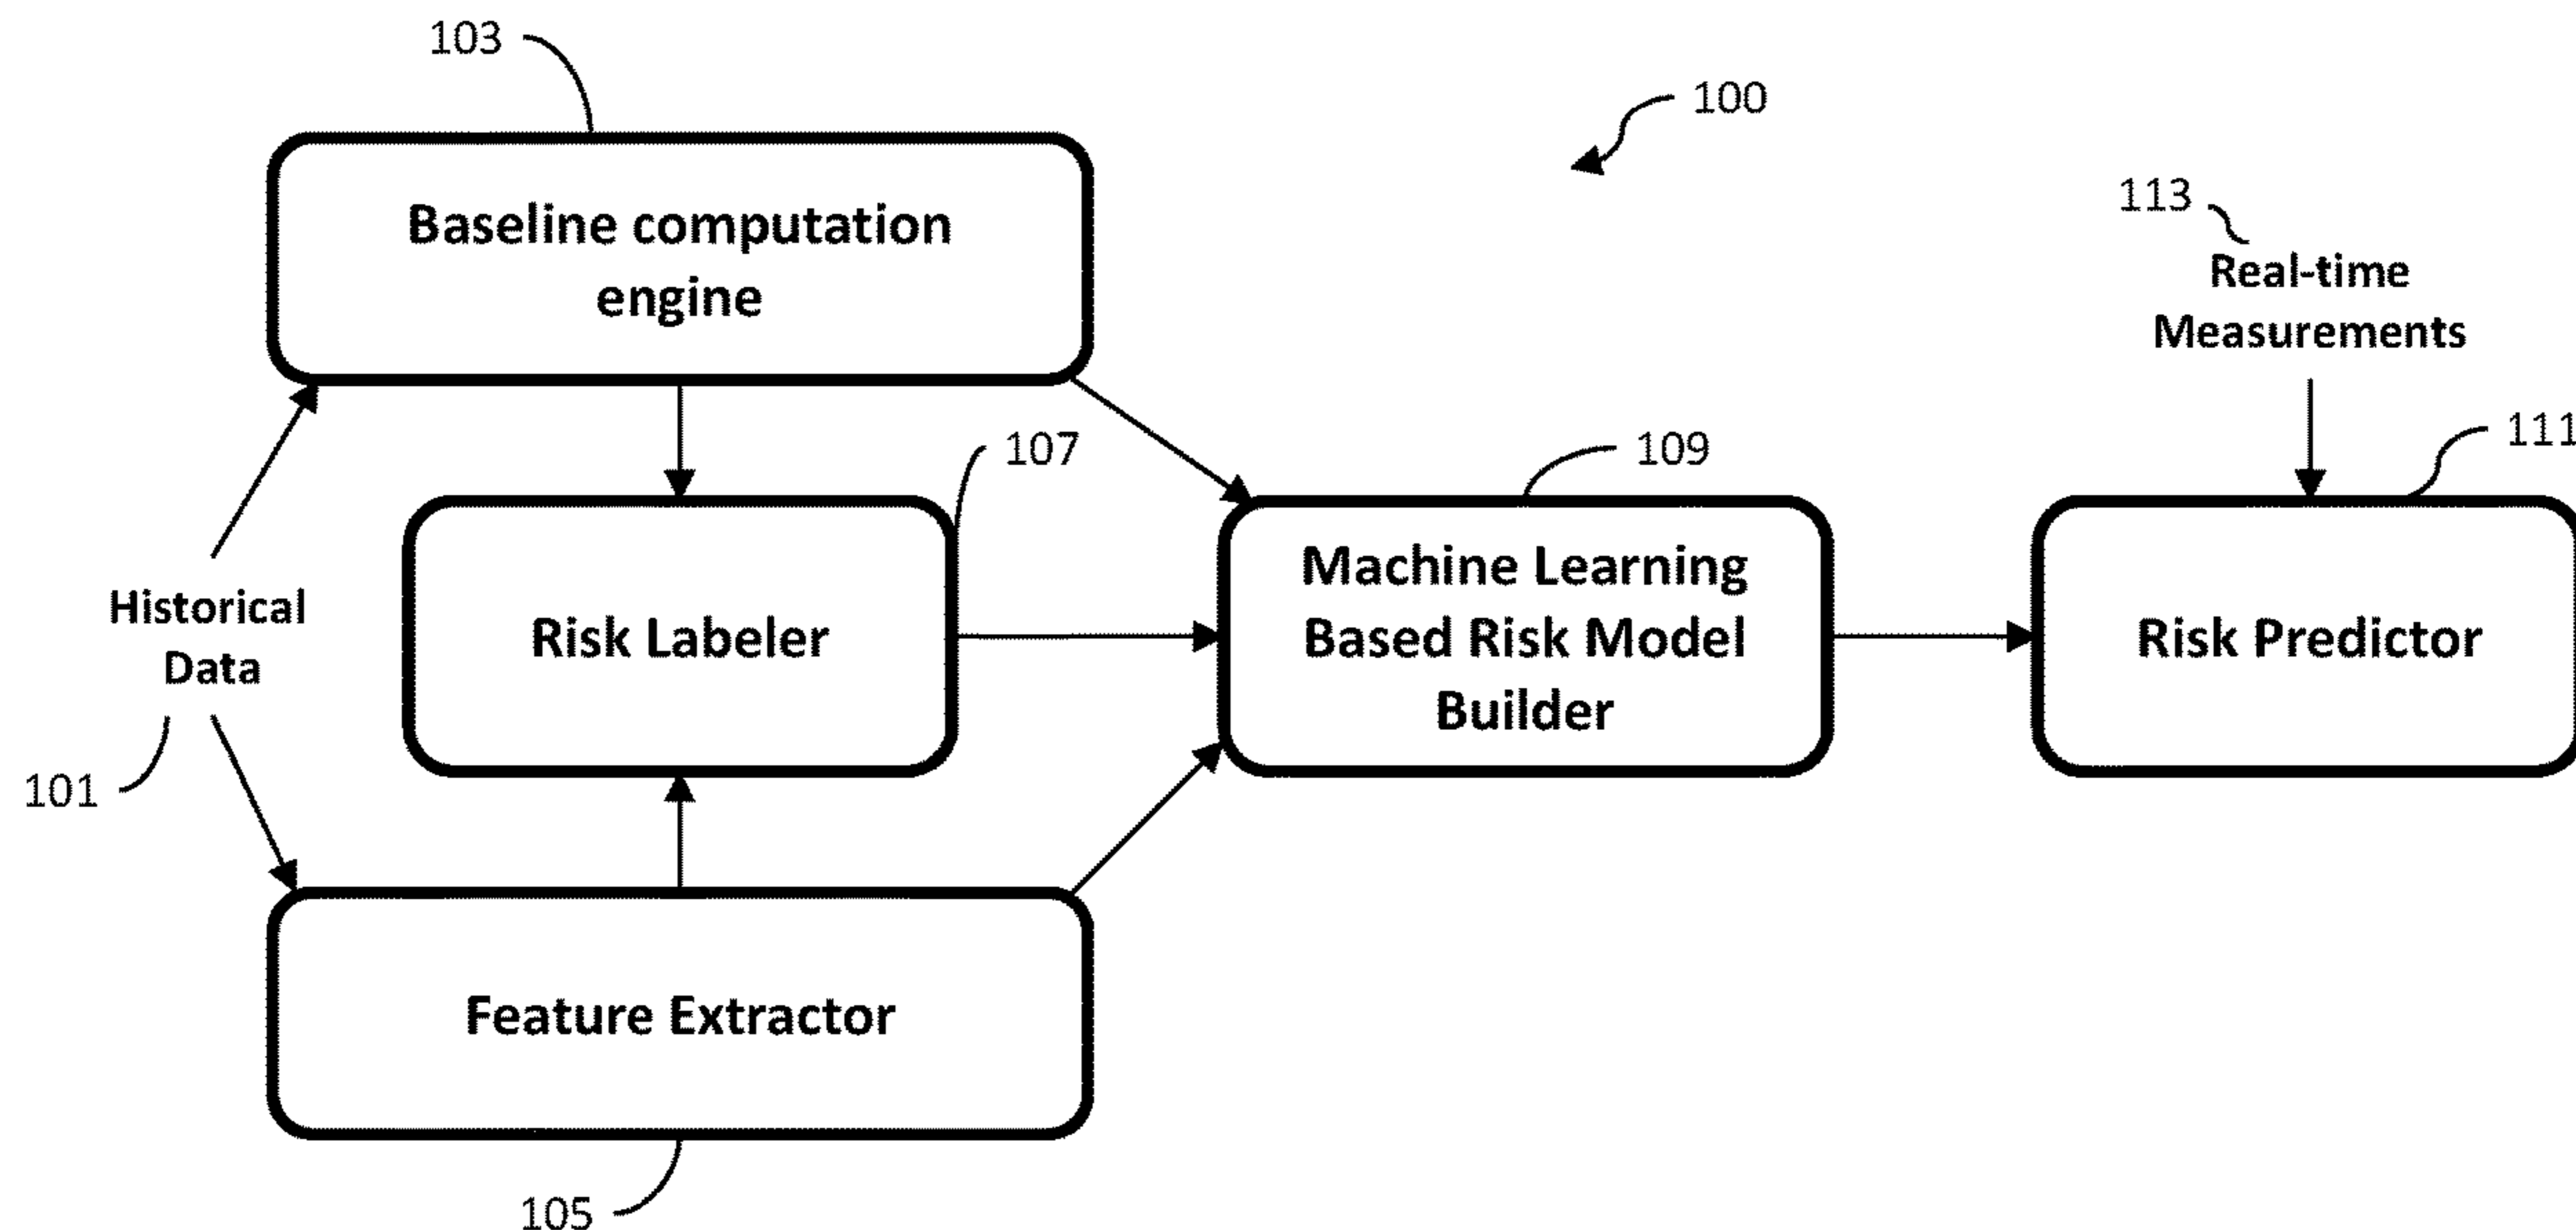 103
100
Baseline computation
engine
113
Real-time
Measurements
107
109
111
Historical
Data
Risk Labeler
Machine Learning
Based Risk Model
Builder
Risk Predictor
101
Feature Extractor
105